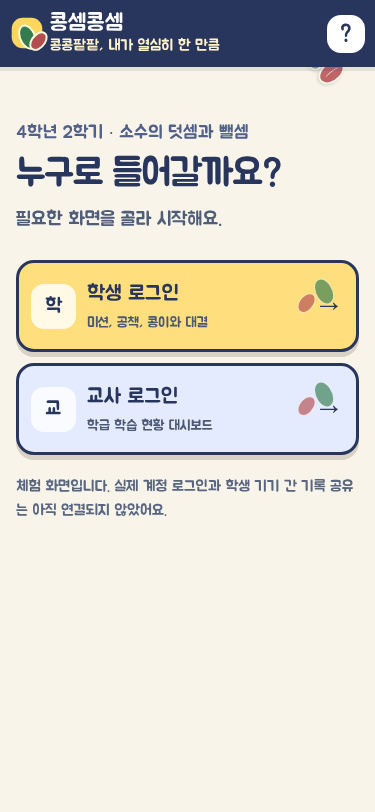 콩셈콩셈
콩콩팥팥, 내가 열심히 한 만큼
?
4학년 2학기 · 소수의 덧셈과 뺄셈
누구로 들어갈까요?
필요한 화면을 골라 시작해요.
학
학생 로그인
미션, 공책, 콩이와 대결
→
교
교사 로그인
학급 학습 현황 대시보드
→
체험 화면입니다. 실제 계정 로그인과 학생 기기 간 기록 공유
는 아직 연결되지 않았어요.